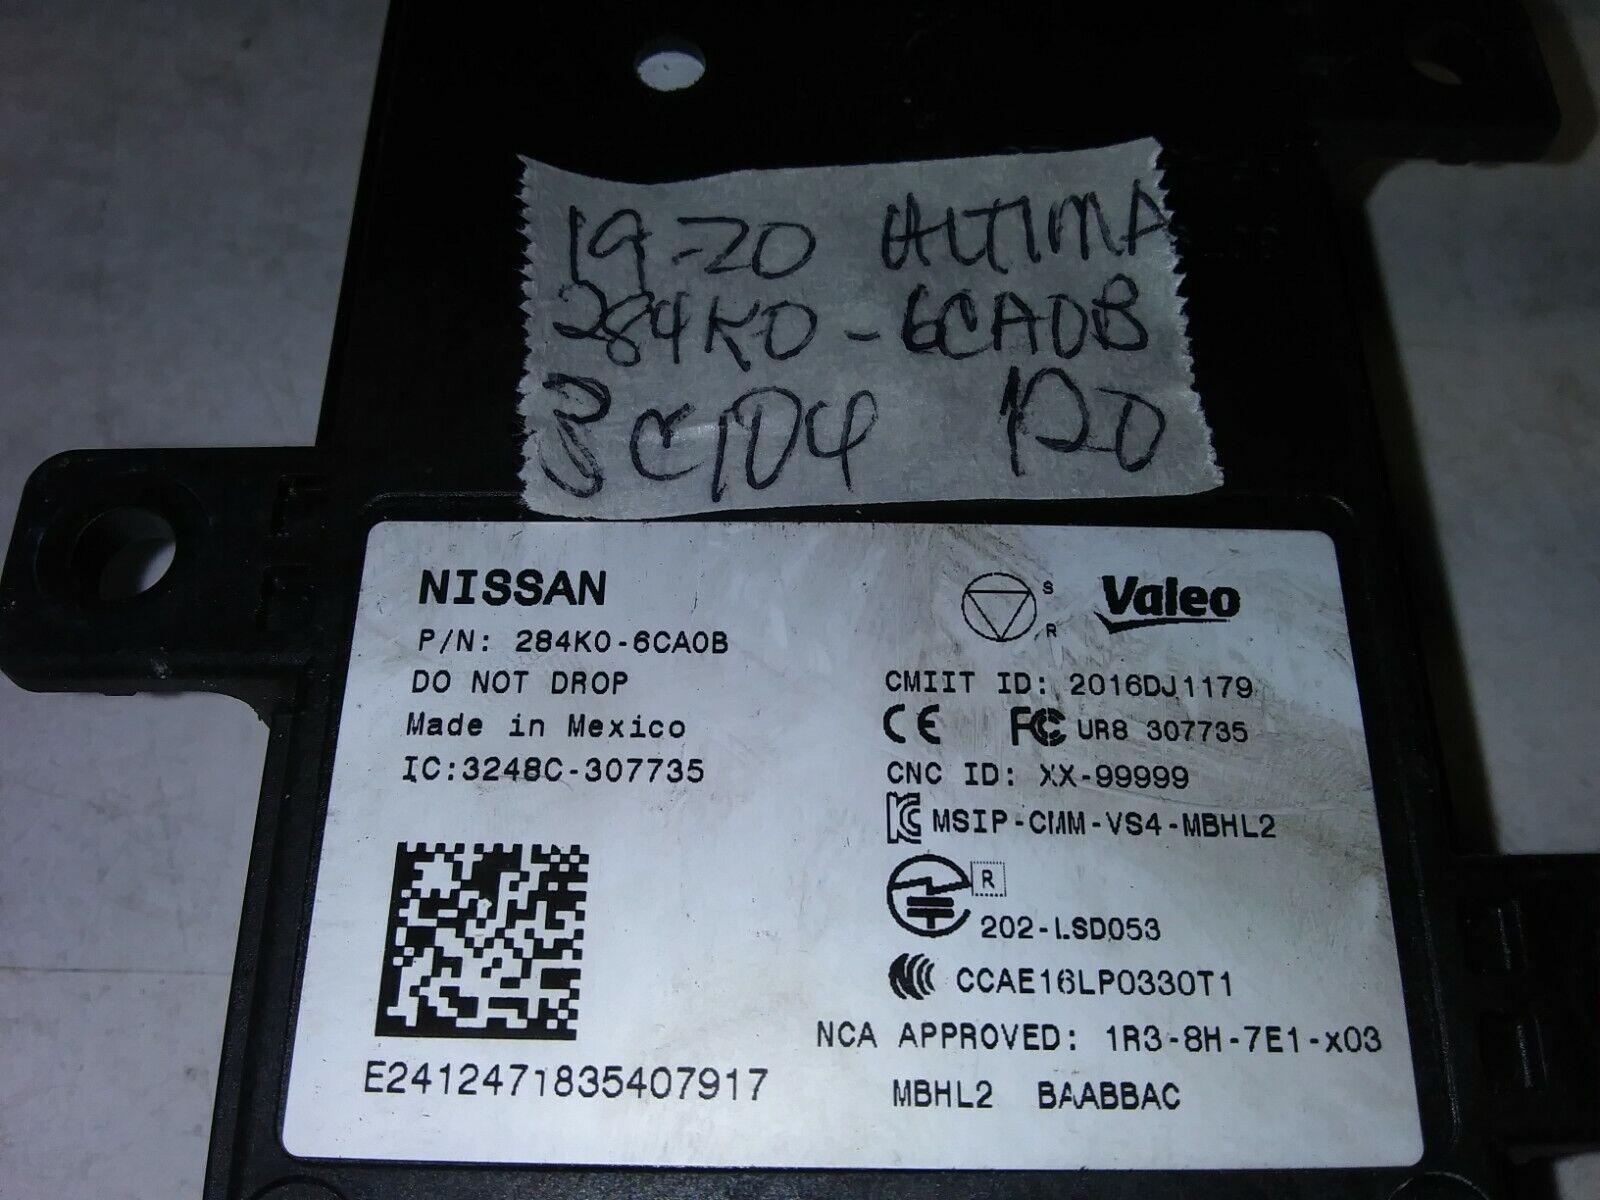 19-20 ALTIMA
284K0-6CA0B
3C104 120
NISSAN
P/N: 284K0-6CA0B
DO NOT DROP
Made in Mexico
IC:3248C-307735
E2412471835407917
S
R
Valeo
CMIIT ID: 2016DJ1179
CE FC UR8 307735
CNC ID: XX-99999
KC MSIP-CMM-VS4-MBHL2
R
202-LSD053
CCAE16LP0330T1
NCA APPROVED: 1R3-8H-7E1-x03
MBHL2 BAABBAC